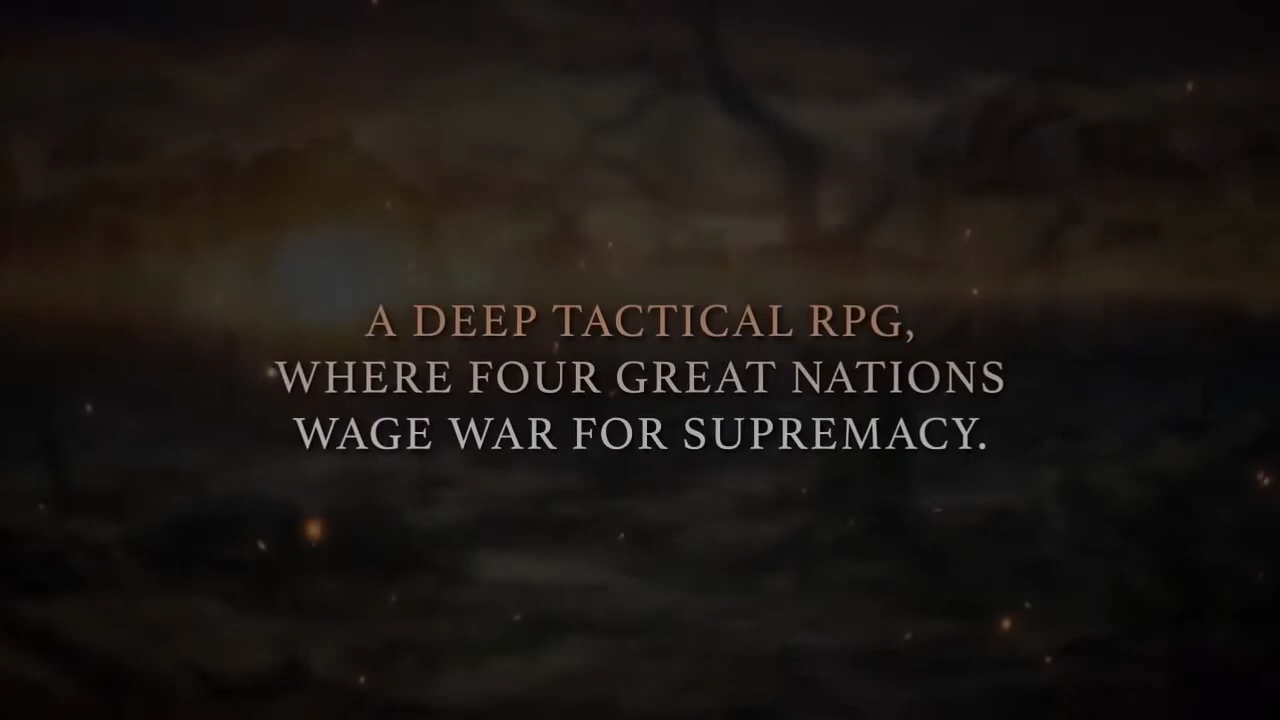 A DEEP TACTICAL RPG,
WHERE FOUR GREAT NATIONS
WAGE WAR FOR SUPREMACY.